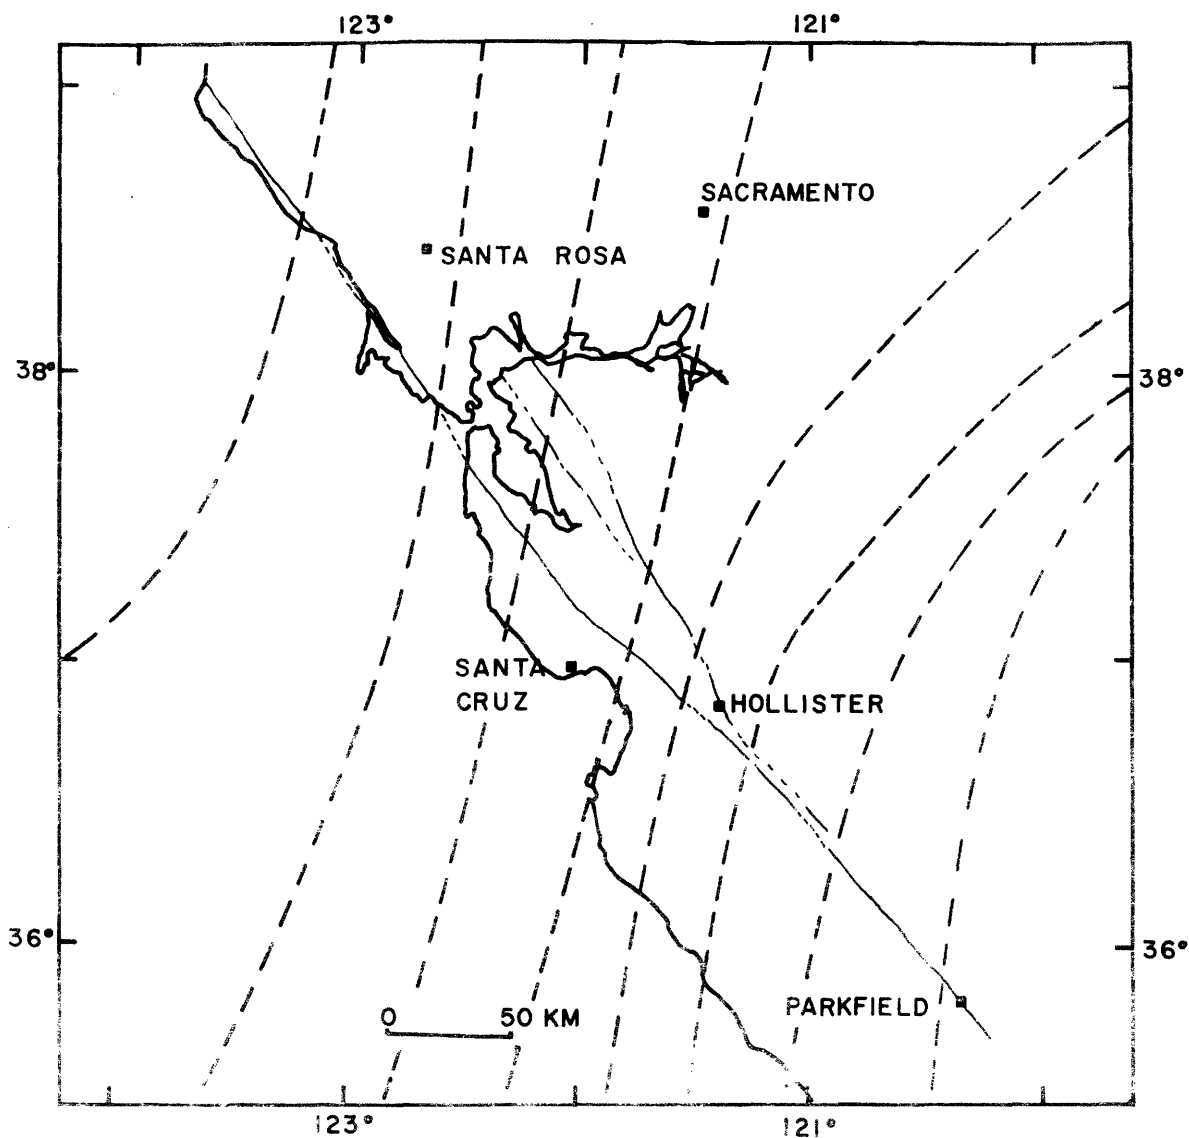 123°
121°
SACRAMENTO
SANTA ROSA
38°
38°
SANTA
CRUZ
HOLLISTER
36°
36°
PARKFIELD
0 50 KM
123°
121°